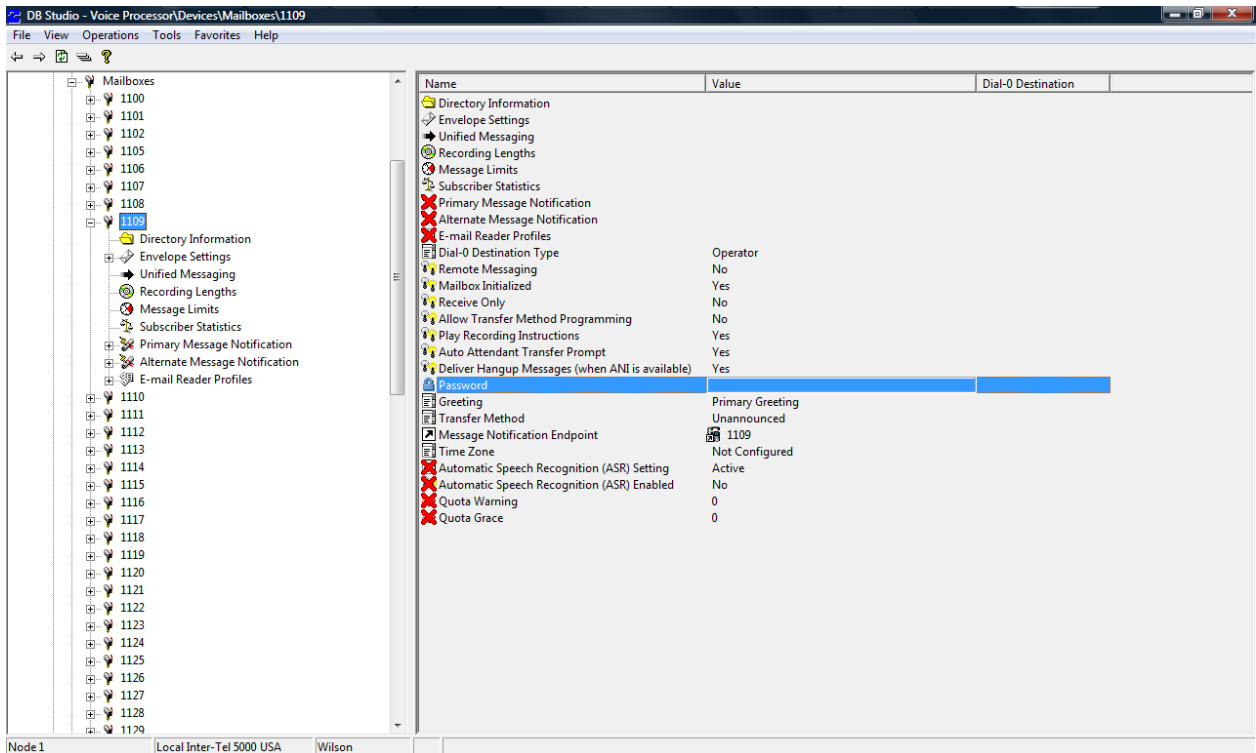 DB Studio - Voice Processor\Devices\Mailboxes\1109
File View Operations Tools Favorites Help
Mailboxes
1100
1101
1102
1105
1106
1107
1108
1109
Directory Information
Envelope Settings
Unified Messaging
Recording Lengths
Message Limits
Subscriber Statistics
Primary Message Notification
Alternate Message Notification
E-mail Reader Profiles
1110
1111
1112
1113
1114
1115
1116
1117
1118
1119
1120
1121
1122
1123
1124
1125
1126
1127
1128
1129
Name Value Dial-0 Destination
Directory Information
Envelope Settings
Unified Messaging
Recording Lengths
Message Limits
Subscriber Statistics
Primary Message Notification
Alternate Message Notification
E-mail Reader Profiles
Dial-0 Destination Type Operator
Remote Messaging No
Mailbox Initialized Yes
Receive Only No
Allow Transfer Method Programming No
Play Recording Instructions Yes
Auto Attendant Transfer Prompt Yes
Deliver Hangup Messages (when ANI is available) Yes
Password
Greeting Primary Greeting
Transfer Method Unannounced
Message Notification Endpoint 1109
Time Zone Not Configured
Automatic Speech Recognition (ASR) Setting Active
Automatic Speech Recognition (ASR) Enabled No
Quota Warning 0
Quota Grace 0
Node 1 Local Inter-Tel 5000 USA Wilson